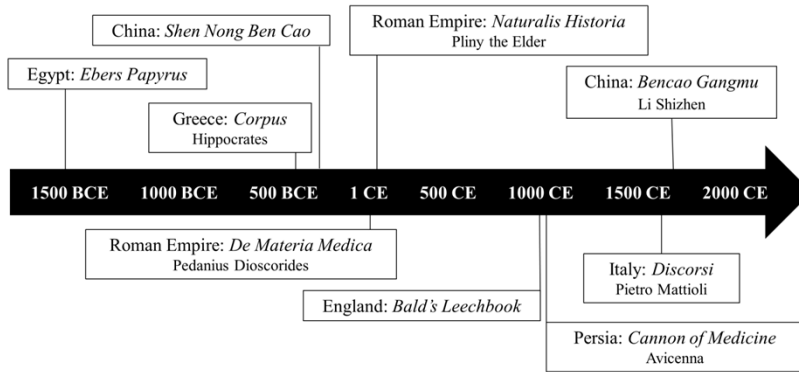 China: Shen Nong Ben Cao
Roman Empire: Naturalis Historia
Pliny the Elder
Egypt: Ebers Papyrus
China: Bencao Gangmu
Li Shizhen
Greece: Corpus
Hippocrates
1500 BCE 1000 BCE 500 BCE 1 CE 500 CE 1000 CE 1500 CE 2000 CE
Roman Empire: De Materia Medica
Pedanius Dioscorides
Italy: Discorsi
Pietro Mattioli
England: Bald's Leechbook
Persia: Cannon of Medicine
Avicenna